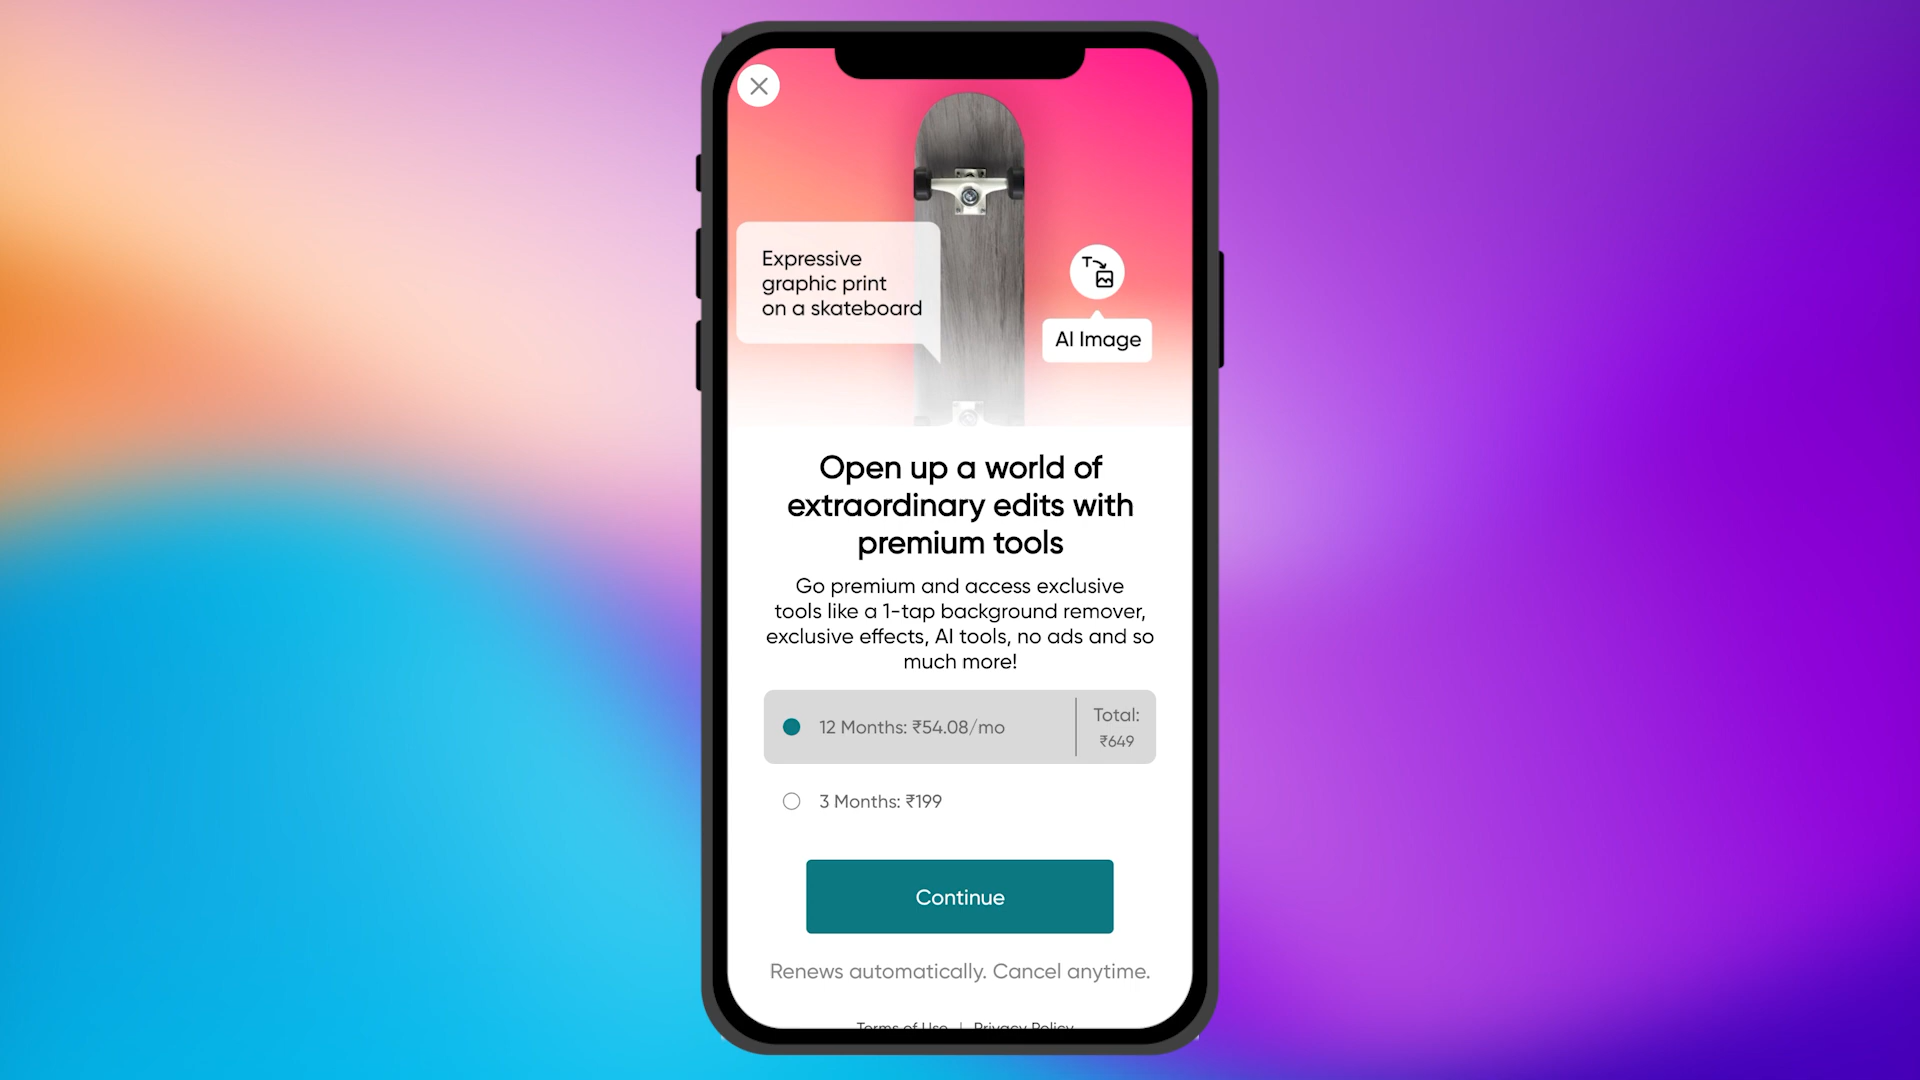 Expressive
graphic print
on a skateboard
AI Image
Open up a world of
extraordinary edits with
premium tools
Go premium and access exclusive
tools like a 1-tap background remover,
exclusive effects, AI tools, no ads and so
much more!
12 Months: ₹54.08/mo
Total:
₹649
3 Months: ₹199
Continue
Renews automatically. Cancel anytime.
Terms of Use | Privacy Policy